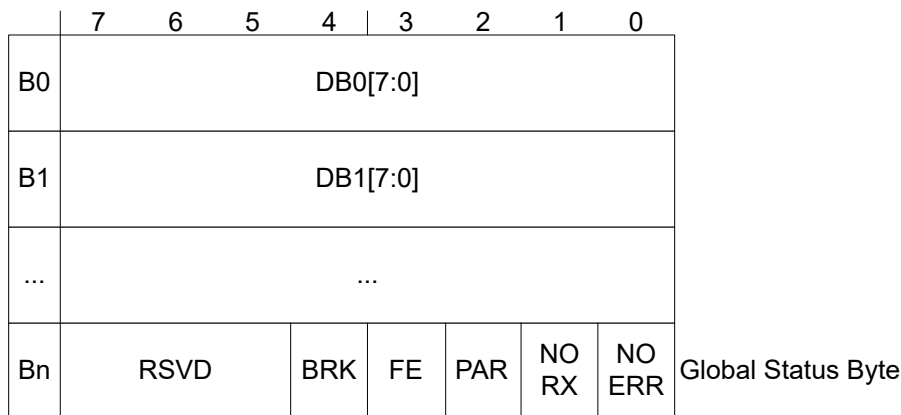 7 6 5 4 3 2 1 0
B0 DB0[7:0]
B1 DB1[7:0]
... ...
Bn RSVD BRK FE PAR NO RX NO ERR Global Status Byte